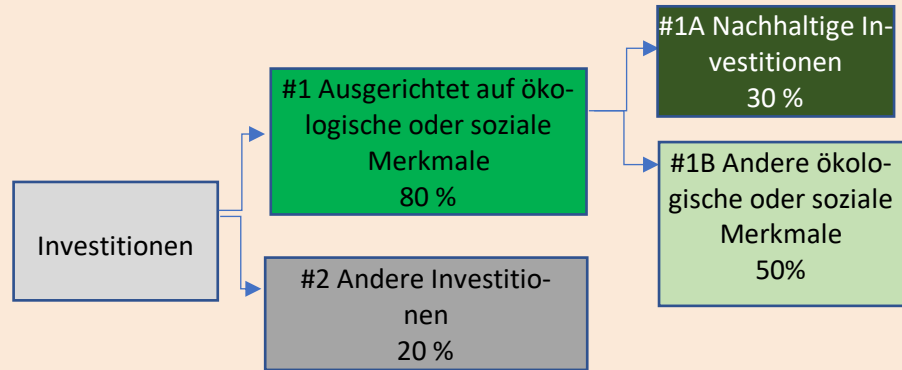 Investitionen
#1 Ausgerichtet auf öko-
logische oder soziale
Merkmale
80 %
#2 Andere Investitio-
nen
20 %
#1A Nachhaltige In-
vestitionen
30 %
#1B Andere ökolo-
gische oder soziale
Merkmale
50%